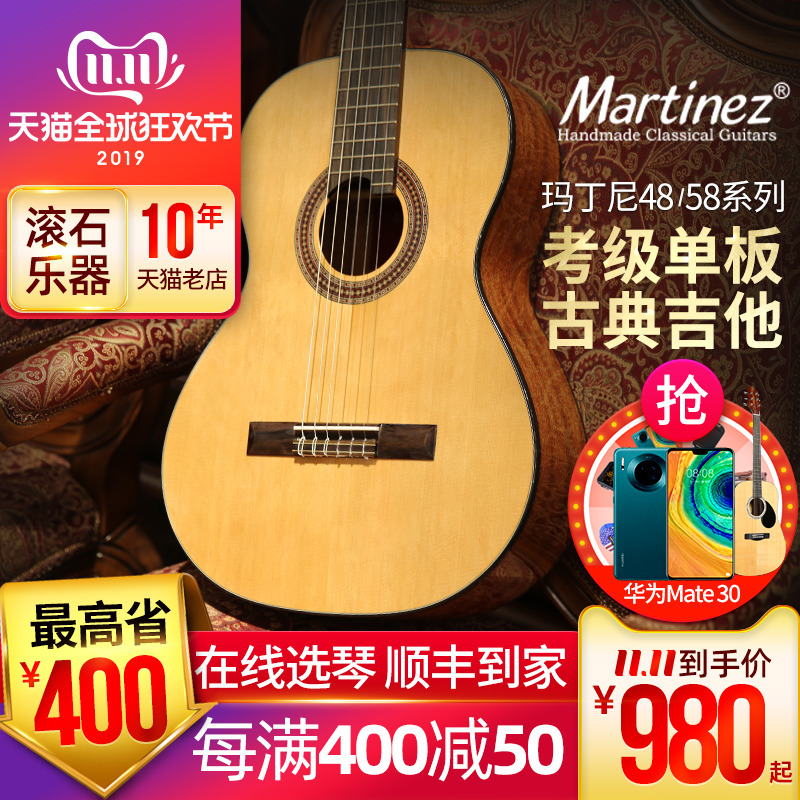 11.11
天猫全球狂欢节
2019
滚石
乐器
10年
天猫老店
Martinez®
Handmade Classical Guitars
玛丁尼48/58系列
考级单板
古典吉他
抢
08:08
HUAWEI
华为Mate 30
最高省
¥400
在线选琴 顺丰到家
每满400减50
11.11到手价
¥980起